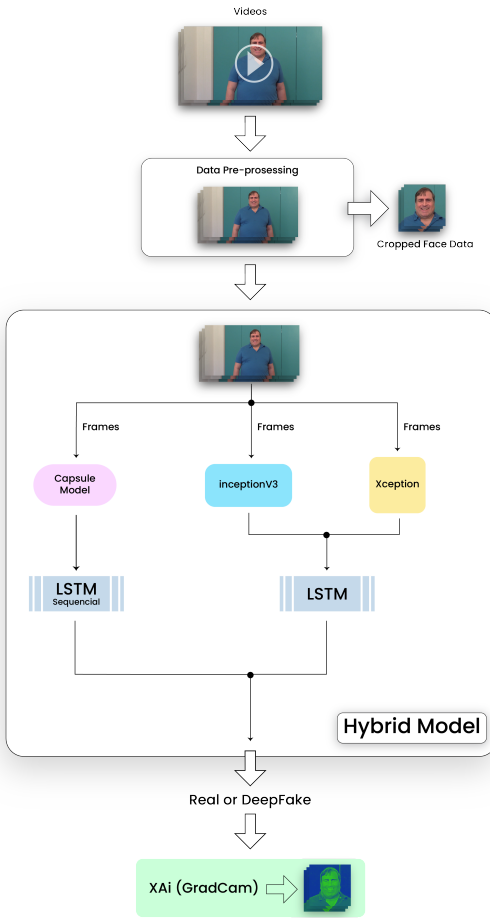 Videos
Data Pre-prosessing
Cropped Face Data
Frames
Frames
Frames
Capsule
Model
inceptionV3
Xception
LSTM
Sequencial
LSTM
Hybrid Model
Real or DeepFake
XAi (GradCam)